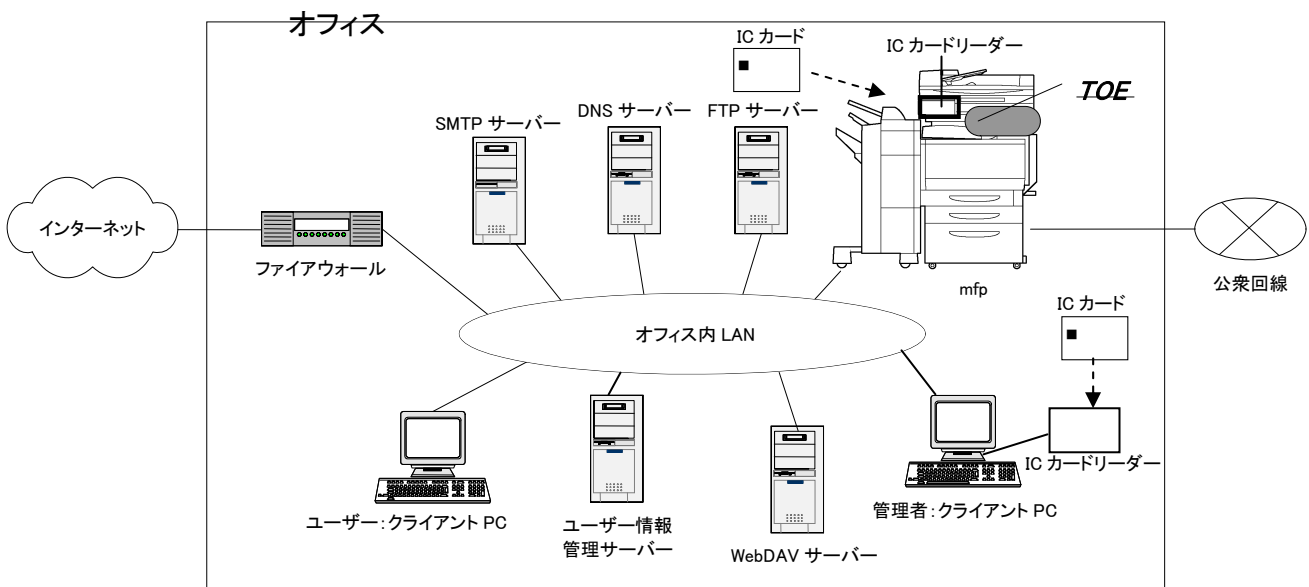 オフィス
IC カード
IC カードリーダー
TOE
SMTP サーバー
DNS サーバー
FTP サーバー
インターネット
ファイアウォール
mfp
公衆回線
オフィス内 LAN
IC カード
IC カードリーダー
ユーザー：クライアント PC
ユーザー情報
管理サーバー
WebDAV サーバー
管理者：クライアント PC